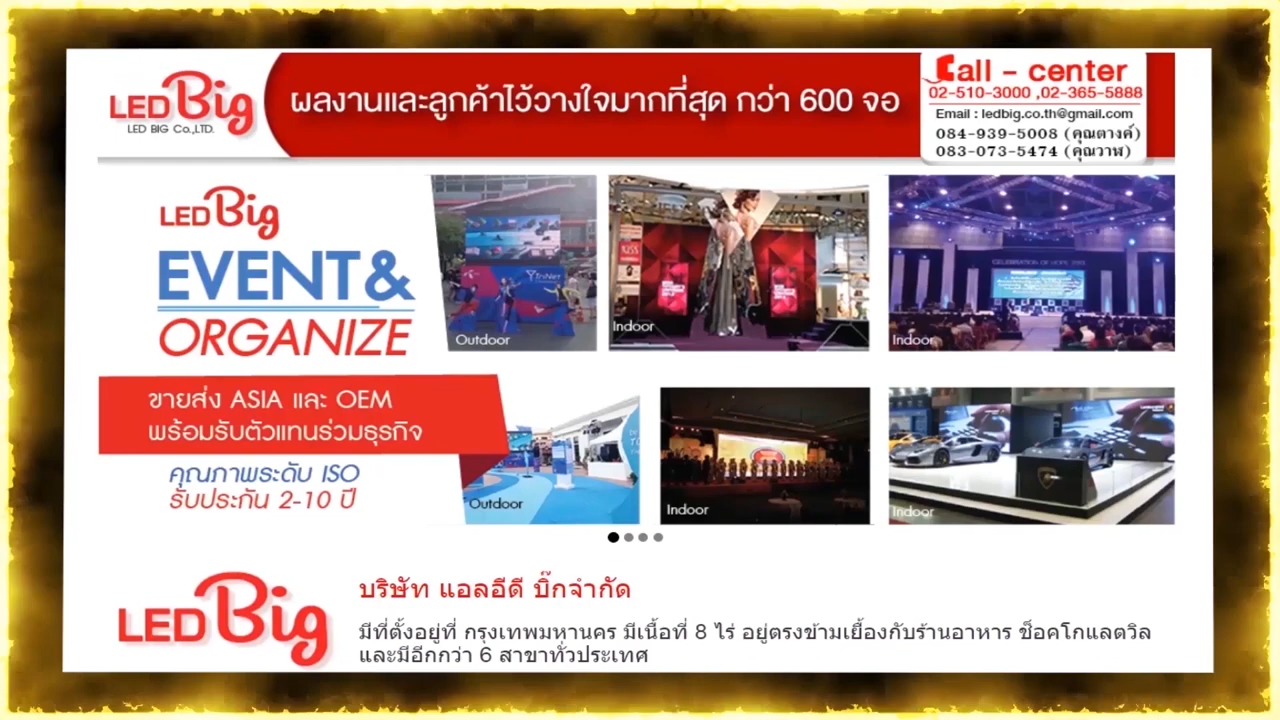 LED Big
LED BIG Co.,LTD.
ผลงานและลูกค้าไว้วางใจมากที่สุด กว่า 600 จอ
Call - center
02-510-3000 ,02-365-5888
Email : ledbig.co.th@gmail.com
084-939-5008 (คุณตางค์)
083-073-5474 (คุณวาฬ)
LED Big
EVENT&
ORGANIZE
TriNet
Outdoor
Indoor
CELEBRATION OF HOPE
Indoor
ขายส่ง ASIA และ OEM
พร้อมรับตัวแทนร่วมธุรกิจ
คุณภาพระดับ ISO
รับประกัน 2-10 ปี
Outdoor
Indoor
Indoor
LED Big
บริษัท แอลอีดี บิ๊กจำกัด
มีที่ตั้งอยู่ที่ กรุงเทพมหานคร มีเนื้อที่ 8 ไร่ อยู่ตรงข้ามเยื้องกับร้านอาหาร ช็อคโกแลตวิล
และมีอีกกว่า 6 สาขาทั่วประเทศ